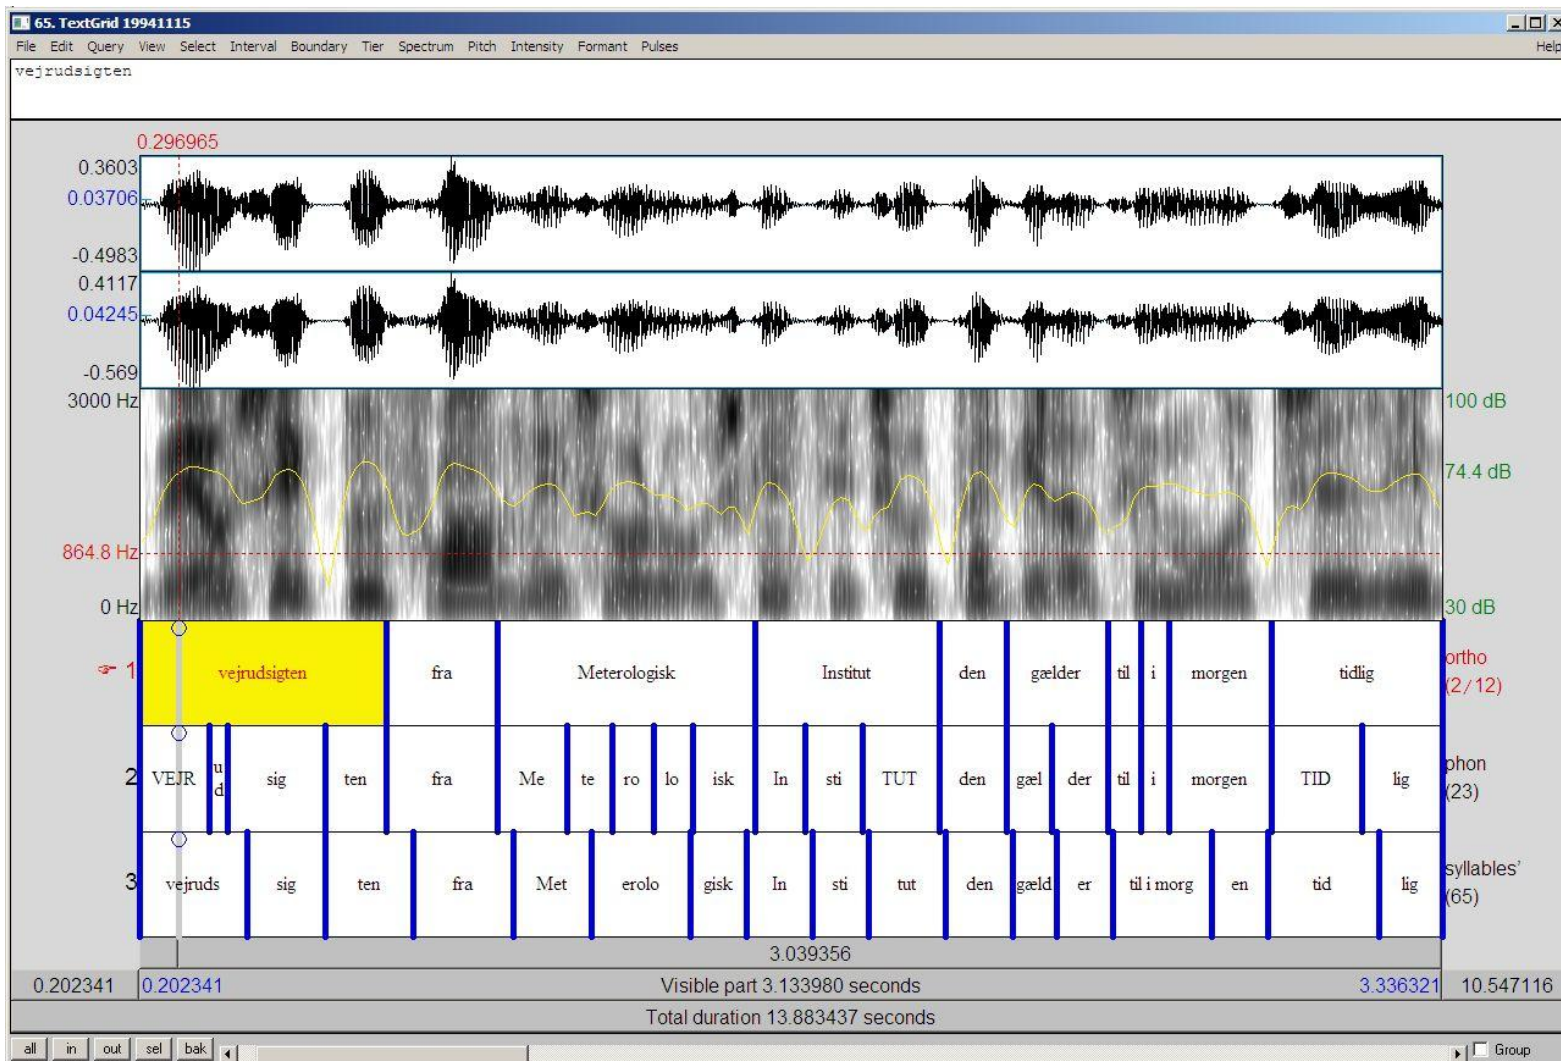 65. TextGrid 19941115
File Edit Query View Select Interval Boundary Tier Spectrum Pitch Intensity Formant Pulses Help
vejrudsigten
0.296965
0.3603
0.03706
-0.4983
0.4117
0.04245
-0.569
3000 Hz 100 dB
74.4 dB
864.8 Hz
0 Hz 30 dB
1 vejrudsigten fra Meterologisk Institut den gælder til i morgen tidlig ortho (2/12)
2 VEJR ud sig ten fra Me te ro lo isk In sti TUT den gæl der til i morgen TID lig phon (23)
3 vejruds sig ten fra Met erolo gisk In sti tut den gæld er til i morg en tid lig syllables' (65)
3.039356
0.202341 0.202341 Visible part 3.133980 seconds 3.336321 10.547116
Total duration 13.883437 seconds
all in out sel bak Group